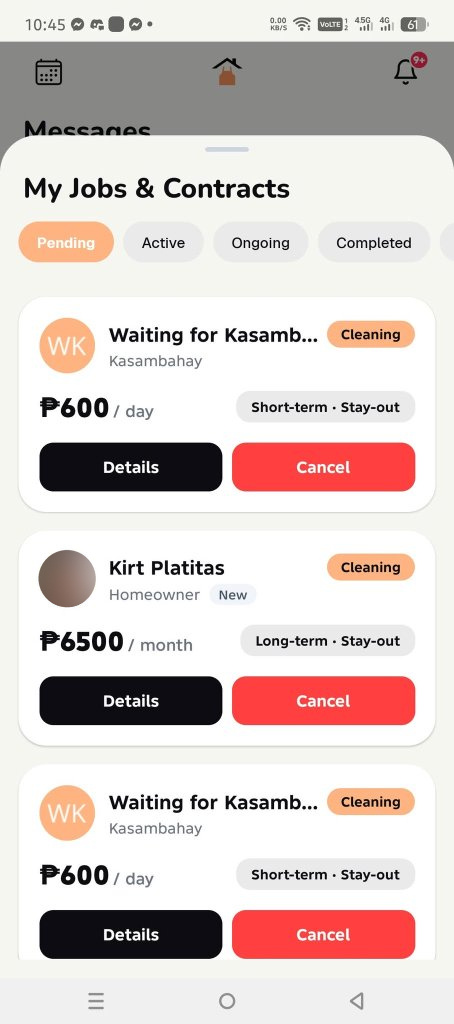 10:45
0.00 KB/S VoLTE 1 2 4.5G 4G 61
9+
Messages
My Jobs & Contracts
Pending Active Ongoing Completed
WK Waiting for Kasamb... Cleaning
Kasambahay
₱600 / day Short-term · Stay-out
Details Cancel
Kirt Platitas Cleaning
Homeowner New
₱6500 / month Long-term · Stay-out
Details Cancel
WK Waiting for Kasamb... Cleaning
Kasambahay
₱600 / day Short-term · Stay-out
Details Cancel